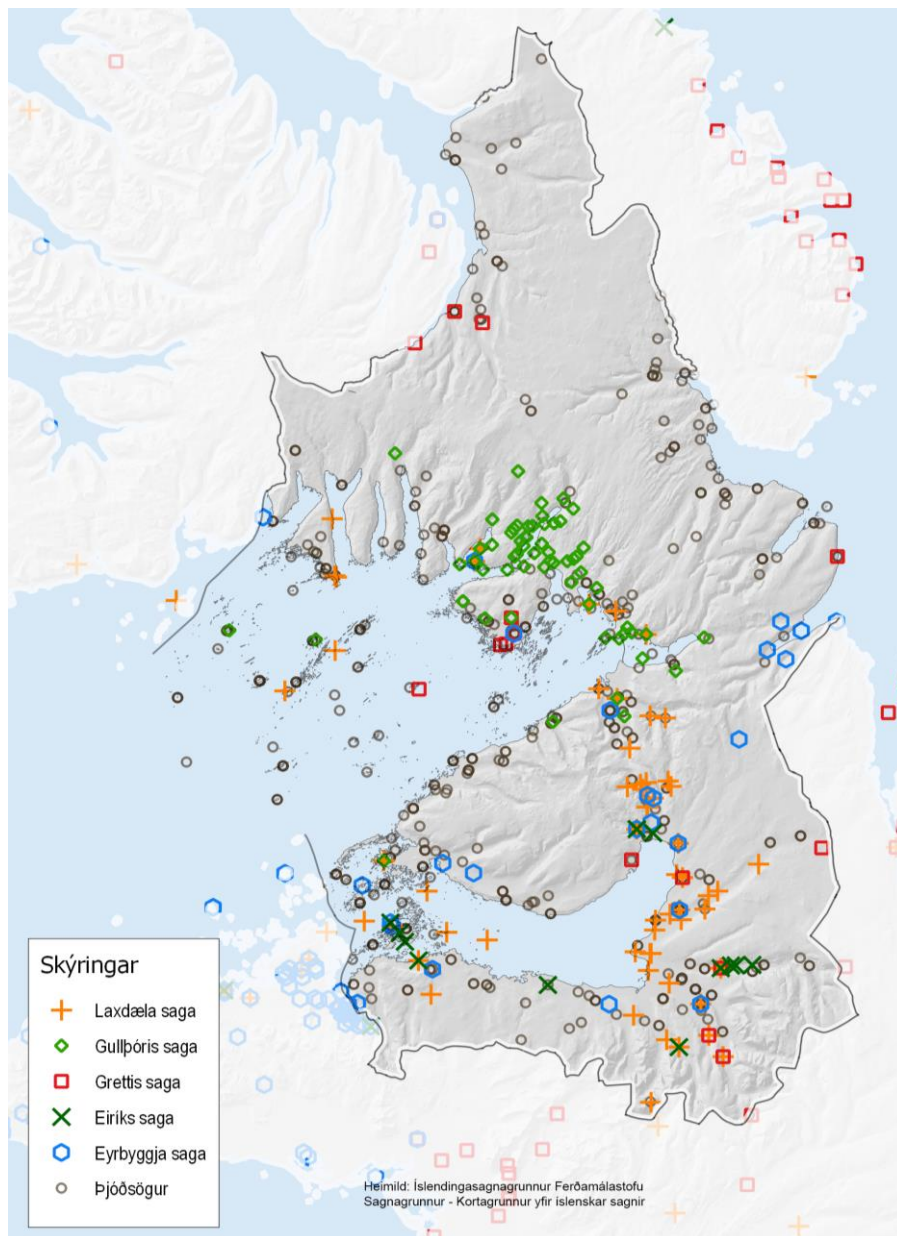 Skýringar
Laxdæla saga
Gullþóris saga
Grettis saga
Eiriks saga
Eyrbyggja saga
Þjóðsögur
Heimild: Íslendingasagnagrunnur Ferðamálastofu
Sagnagrunnur - Kortagrunnur yfir íslenskar sagnir